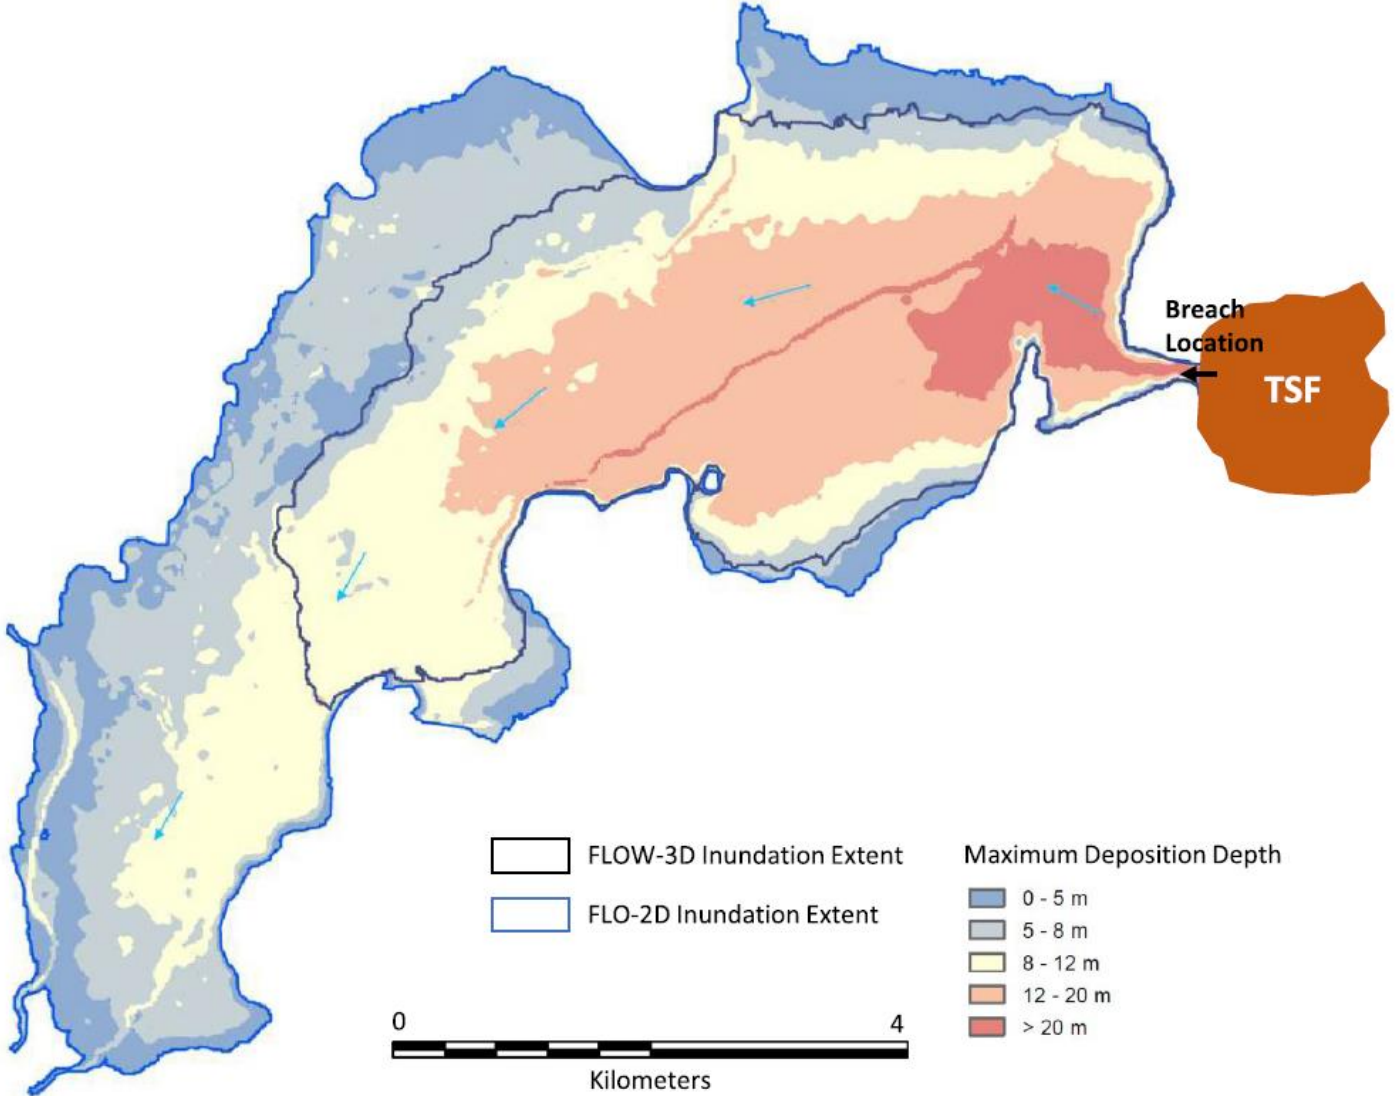 Breach
Location
TSF
FLOW-3D Inundation Extent
FLO-2D Inundation Extent
Maximum Deposition Depth
0 - 5 m
5 - 8 m
8 - 12 m
12 - 20 m
> 20 m
0 4
Kilometers